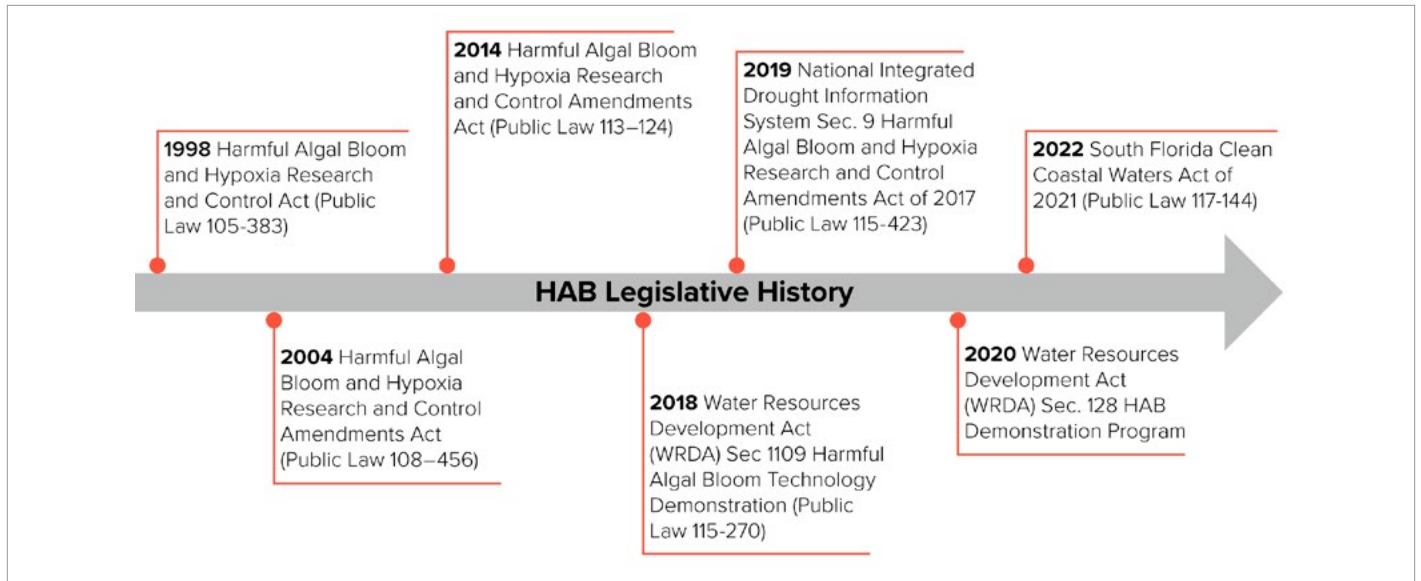 1998 Harmful Algal Bloom
and Hypoxia Research
and Control Act (Public
Law 105-383)
2014 Harmful Algal Bloom
and Hypoxia Research
and Control Amendments
Act (Public Law 113–124)
2019 National Integrated
Drought Information
System Sec. 9 Harmful
Algal Bloom and Hypoxia
Research and Control
Amendments Act of 2017
(Public Law 115-423)
2022 South Florida Clean
Coastal Waters Act of
2021 (Public Law 117-144)
HAB Legislative History
2004 Harmful Algal
Bloom and Hypoxia
Research and Control
Amendments Act
(Public Law 108–456)
2018 Water Resources
Development Act
(WRDA) Sec 1109 Harmful
Algal Bloom Technology
Demonstration (Public
Law 115-270)
2020 Water Resources
Development Act
(WRDA) Sec. 128 HAB
Demonstration Program